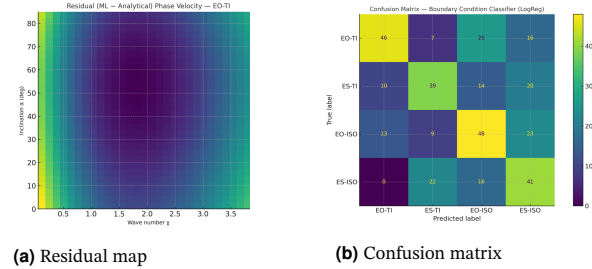 Residual (ML − Analytical) Phase Velocity — EO-TI
80
70
60
50
40
30
20
10
0
Inclination α (deg)
0.5 1.0 1.5 2.0 2.5 3.0 3.5
Wave number χ
(a) Residual map
Confusion Matrix — Boundary Condition Classifier (LogReg)
EO-TI 46 7 16
ES-TI 10 39 14 20
EO-ISO 13 9 48 23
ES-ISO 22 16 41
True label
EO-TI ES-TI EO-ISO ES-ISO
Predicted label
40
30
20
10
0
(b) Confusion matrix